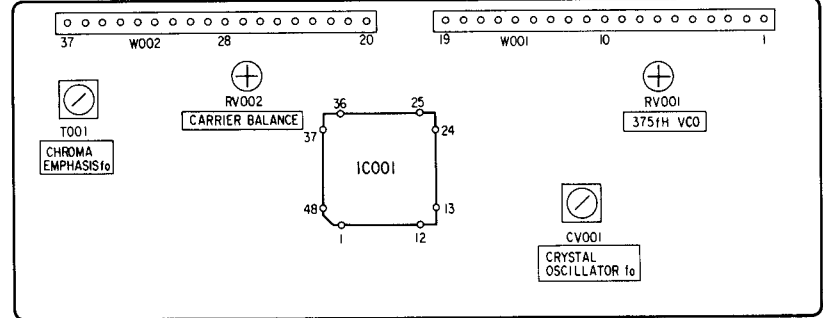 37 W002 28 20
19 W001 10 1
T001
CHROMA
EMPHASIS fo
RV002
CARRIER BALANCE
RV001
375fH VCO
36 25
37 24
IC001
48 13
1 12
CV001
CRYSTAL
OSCILLATOR fo